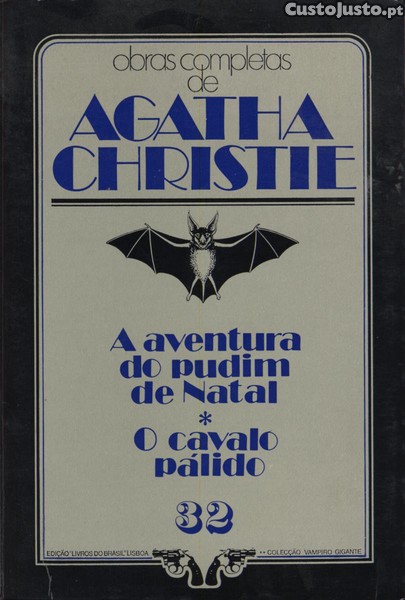 CustoJusto.pt
obras completas
de
AGATHA
CHRISTIE
A aventura
do pudim
de Natal
*
O cavalo
pálido
32
EDIÇÃO "LIVROS DO BRASIL" LISBOA
** COLECÇÃO VAMPIRO GIGANTE